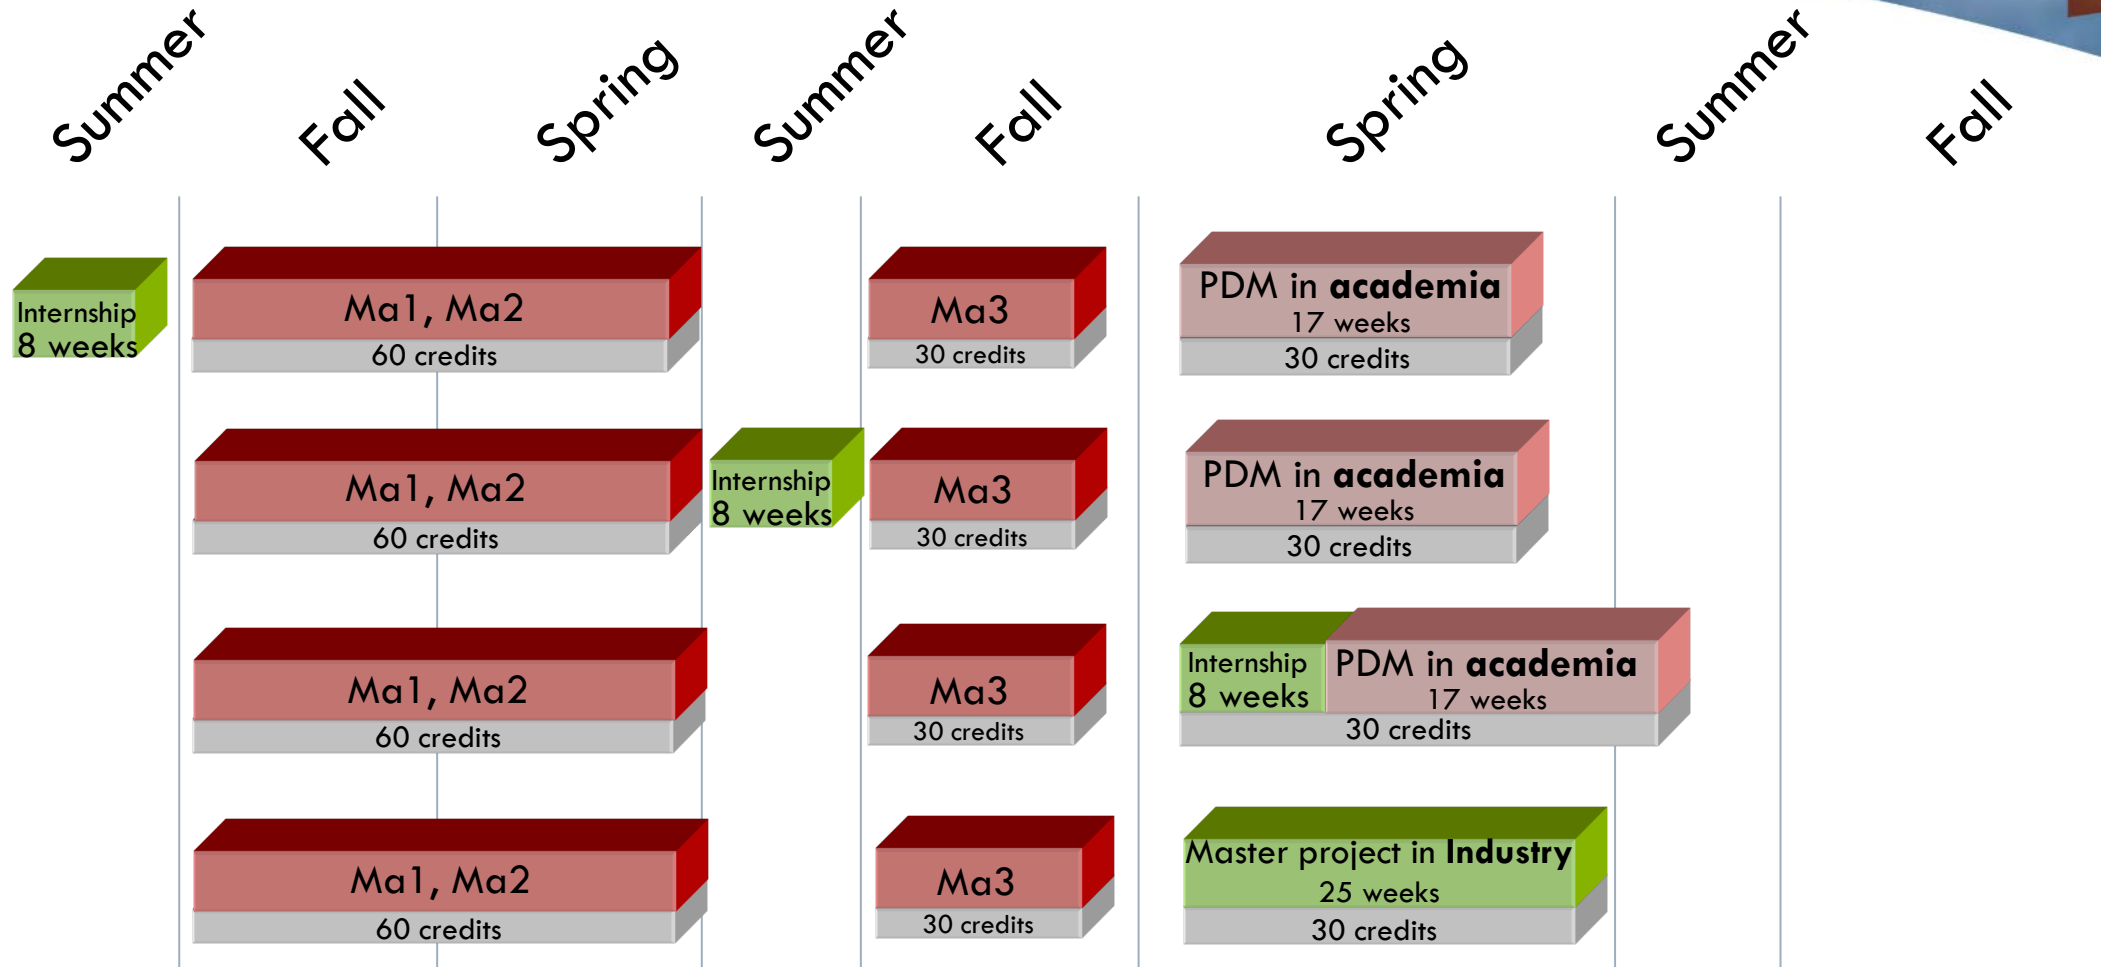 Summer
Fall
Spring
Summer
Fall
Spring
Summer
Fall
Internship
8 weeks
Ma1, Ma2
60 credits
Ma3
30 credits
PDM in academia
17 weeks
30 credits
Ma1, Ma2
60 credits
Internship
8 weeks
Ma3
30 credits
PDM in academia
17 weeks
30 credits
Ma1, Ma2
60 credits
Ma3
30 credits
Internship
8 weeks
PDM in academia
17 weeks
30 credits
Ma1, Ma2
60 credits
Ma3
30 credits
Master project in Industry
25 weeks
30 credits